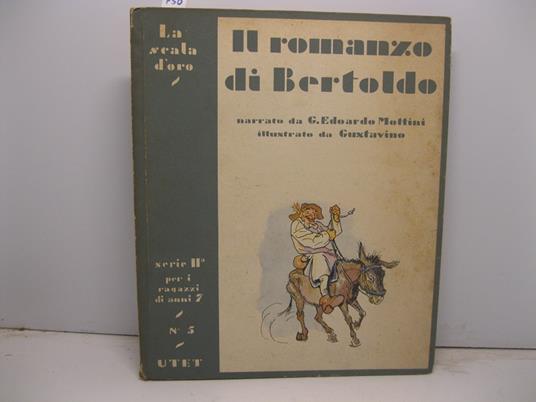 La
scala
d'oro
Il romanzo
di Bertoldo
narrato da G. Edoardo Mottini
illustrato da Gustavino
serie IIª
per i
ragazzi
di anni 7
N° 5
UTET